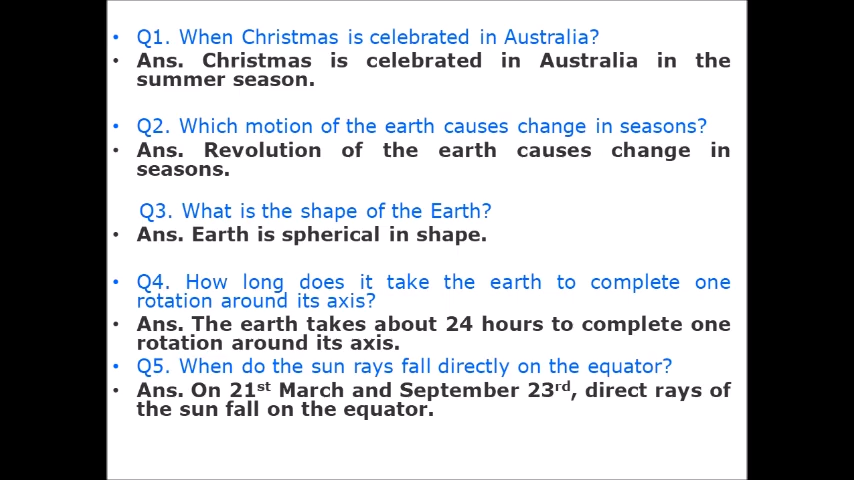 • Q1. When Christmas is celebrated in Australia?
• Ans. Christmas is celebrated in Australia in the
summer season.
• Q2. Which motion of the earth causes change in seasons?
• Ans. Revolution of the earth causes change in
seasons.
Q3. What is the shape of the Earth?
• Ans. Earth is spherical in shape.
• Q4. How long does it take the earth to complete one
rotation around its axis?
• Ans. The earth takes about 24 hours to complete one
rotation around its axis.
• Q5. When do the sun rays fall directly on the equator?
• Ans. On 21st March and September 23rd, direct rays of
the sun fall on the equator.